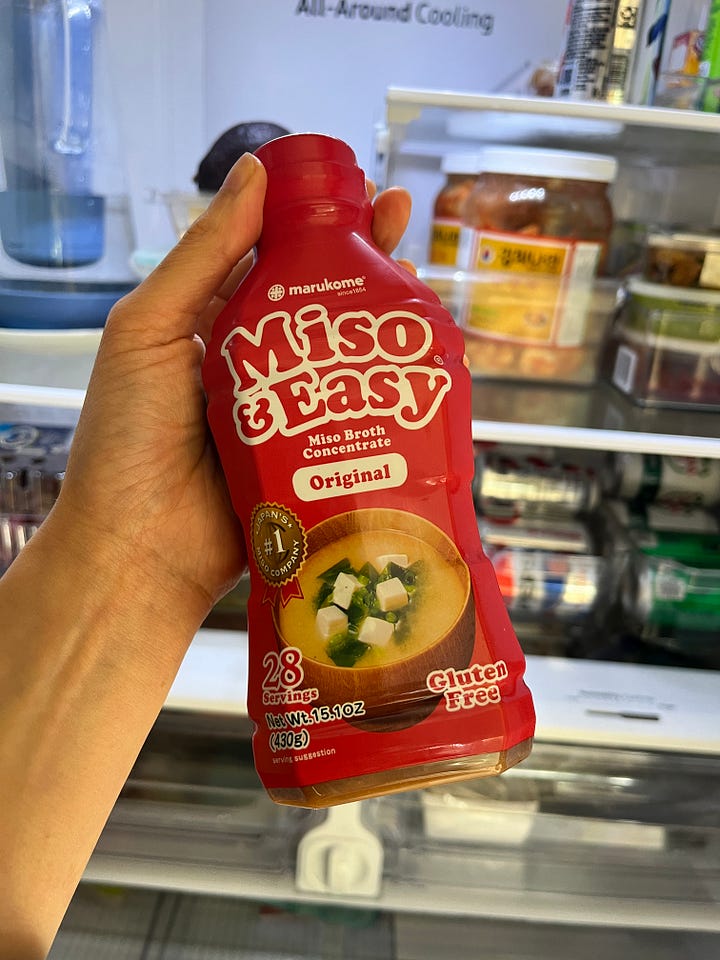 All-Around Cooling
marukome®
since1854
Miso
& Easy®
Miso Broth
Concentrate
Original
JAPAN'S
#1
MISO COMPANY
28
Servings
Net Wt.15.1OZ
(430g)
serving suggestion
Gluten
Free